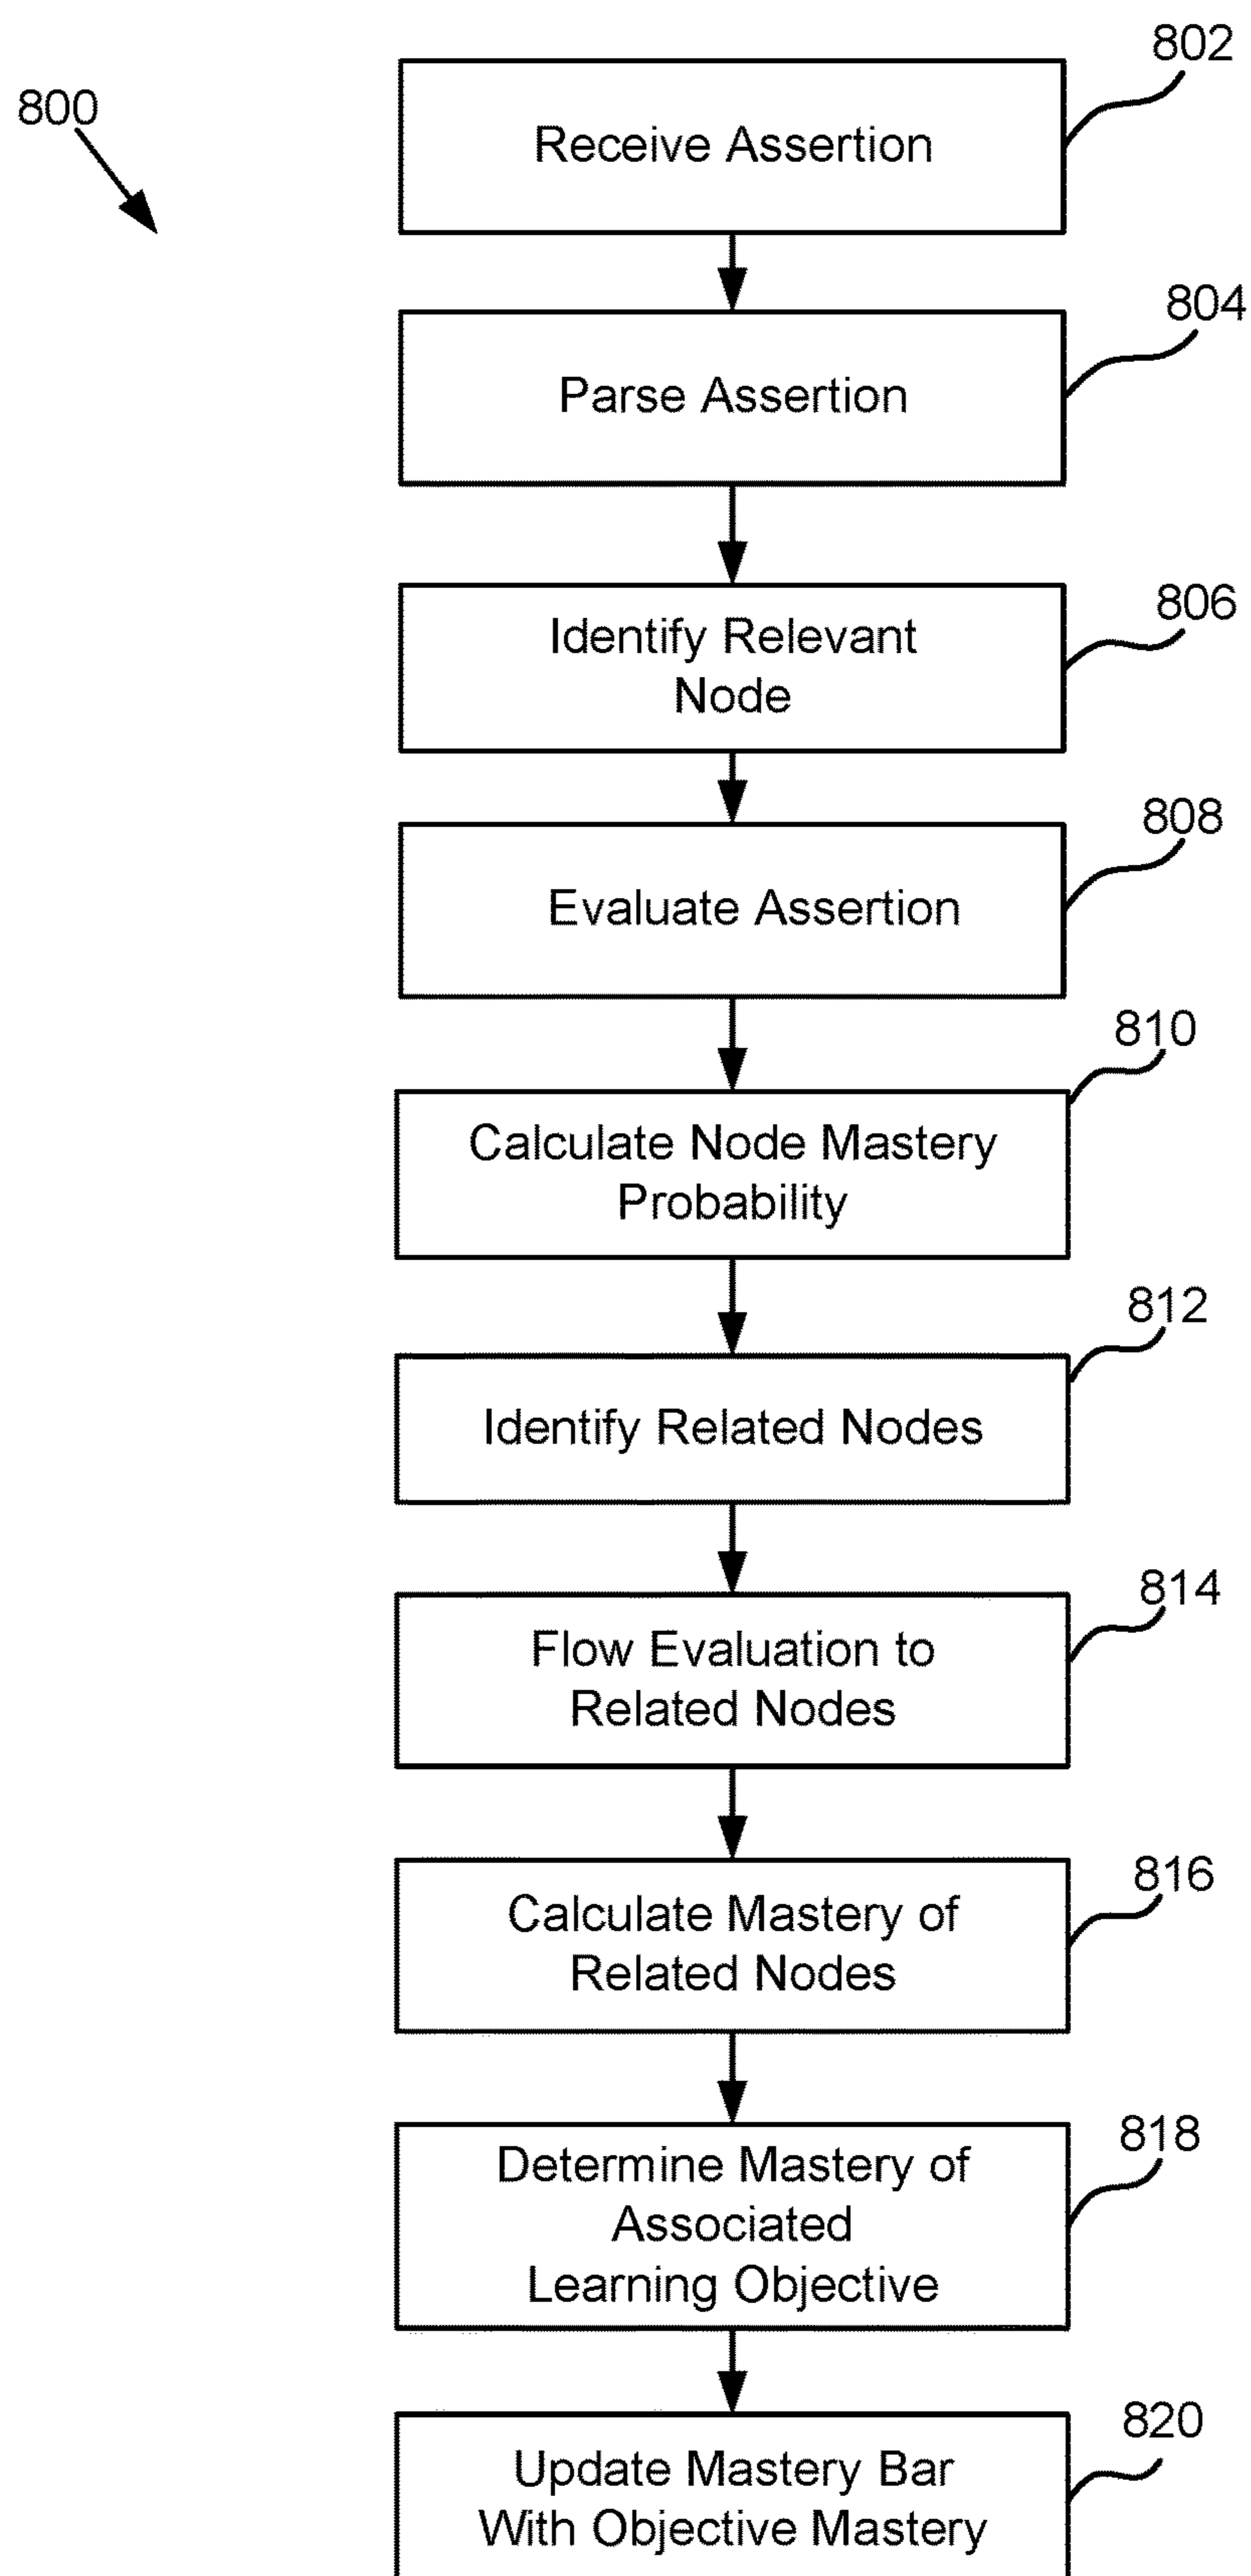 802
800
Receive Assertion
804
Parse Assertion
806
Identify Relevant
Node
808
Evaluate Assertion
810
Calculate Node Mastery
Probability
812
Identify Related Nodes
814
Flow Evaluation to
Related Nodes
816
Calculate Mastery of
Related Nodes
818
Determine Mastery of
Associated
Learning Objective
820
Update Mastery Bar
With Objective Mastery